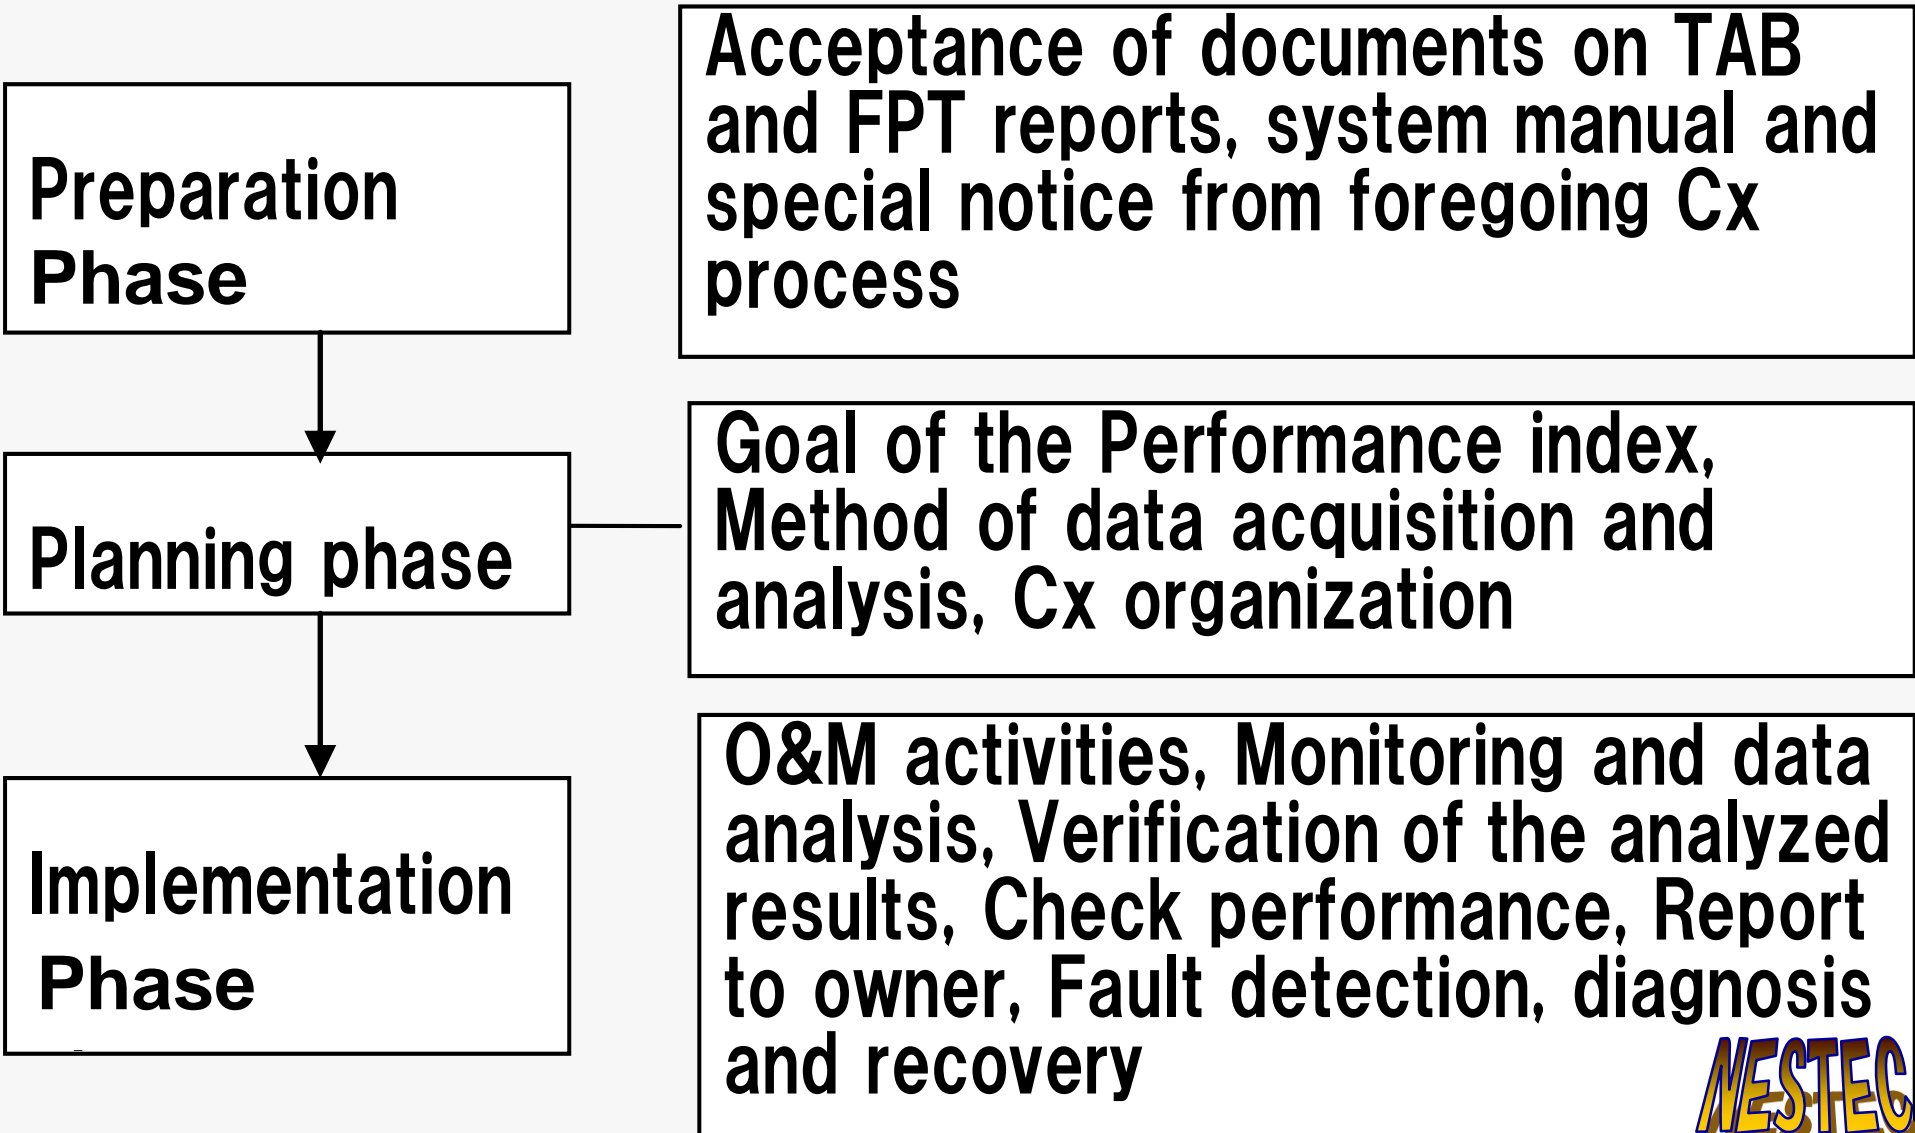 Preparation
Phase
Acceptance of documents on TAB
and FPT reports, system manual and
special notice from foregoing Cx
process
Planning phase
Goal of the Performance index,
Method of data acquisition and
analysis, Cx organization
Implementation
Phase
O&M activities, Monitoring and data
analysis, Verification of the analyzed
results, Check performance, Report
to owner, Fault detection, diagnosis
and recovery
NESTEC